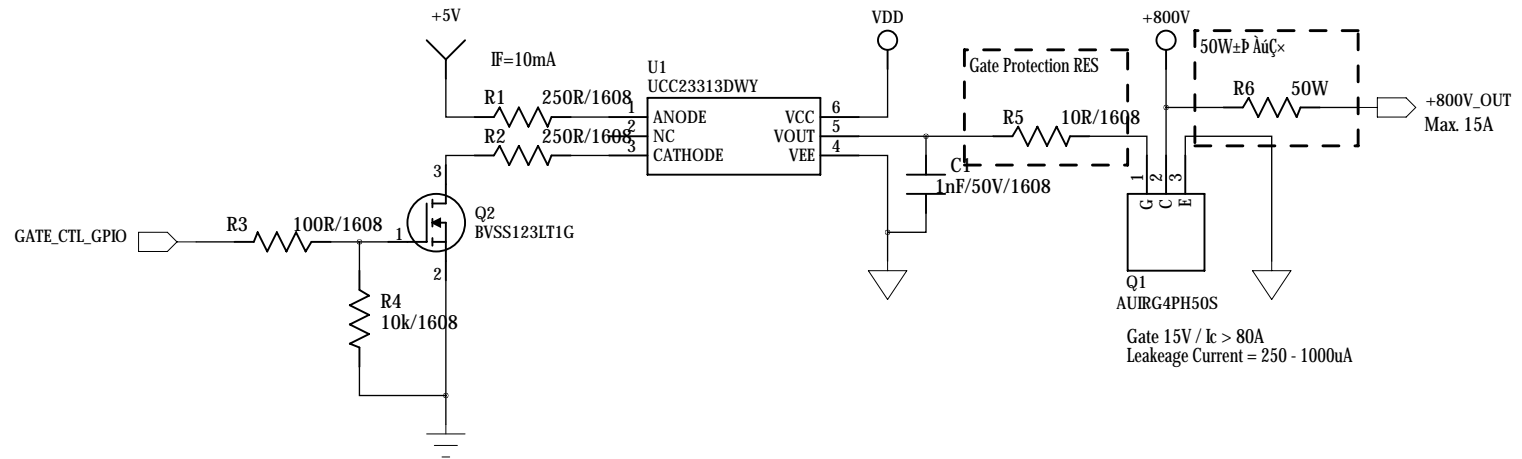 +5V
VDD
+800V
IF=10mA
50W±Þ ÀúÇ×
Gate Protection RES
U1
UCC23313DWY
R1 250R/1608
R6 50W
1 ANODE VCC 6
+800V_OUT
2 NC VOUT 5
R5 10R/1608
Max. 15A
R2 250R/1608
3 CATHODE VEE 4
C1
1nF/50V/1608
3
1 2 3
G C E
Q2
BVSS123LT1G
R3 100R/1608
GATE_CTL_GPIO
1
2
Q1
AUIRG4PH50S
R4
10k/1608
Gate 15V / Ic > 80A
Leakeage Current = 250 - 1000uA